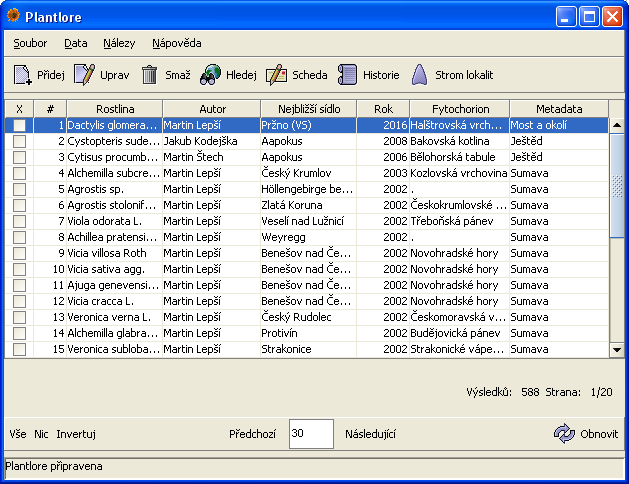 Plantlore
Soubor Data Nálezy Nápověda
Přidej Uprav Smaž Hledej Scheda Historie Strom lokalit
X # Rostlina Autor Nejbližší sídlo Rok Fytochorion Metadata
1 Dactylis glomera... Martin Lepší Pržno (VS) 2016 Halštrovská vrch... Most a okolí
2 Cystopteris sude... Jakub Kodejška Aapokus 2008 Bakovská kotlina Ještěd
3 Cytisus procumb... Martin Štech Aapokus 2006 Bělohorská tabule Ještěd
4 Alchemilla subcre... Martin Lepší Český Krumlov 2003 Kozlovská vrchovina Sumava
5 Agrostis sp. Martin Lepší Höllengebirge be... 2002 . Sumava
6 Agrostis stolonif... Martin Lepší Zlatá Koruna 2002 Českokrumlovské ... Sumava
7 Viola odorata L. Martin Lepší Veselí nad Lužnicí 2002 Třeboňská pánev Sumava
8 Achillea pratensi... Martin Lepší Weyregg 2002 . Sumava
9 Vicia villosa Roth Martin Lepší Benešov nad Če... 2002 Novohradské hory Sumava
10 Vicia sativa agg. Martin Lepší Benešov nad Če... 2002 Novohradské hory Sumava
11 Ajuga genevensi... Martin Lepší Benešov nad Če... 2002 Novohradské hory Sumava
12 Vicia cracca L. Martin Lepší Benešov nad Če... 2002 Novohradské hory Sumava
13 Veronica verna L. Martin Lepší Český Rudolec 2002 Českomoravská v... Sumava
14 Alchemilla glabra... Martin Lepší Protivín 2002 Budějovická pánev Sumava
15 Veronica subloba... Martin Lepší Strakonice 2002 Strakonické vápe... Sumava
Výsledků: 588 Strana: 1/20
Vše Nic Invertuj Předchozí 30 Následující Obnovit
Plantlore připravena